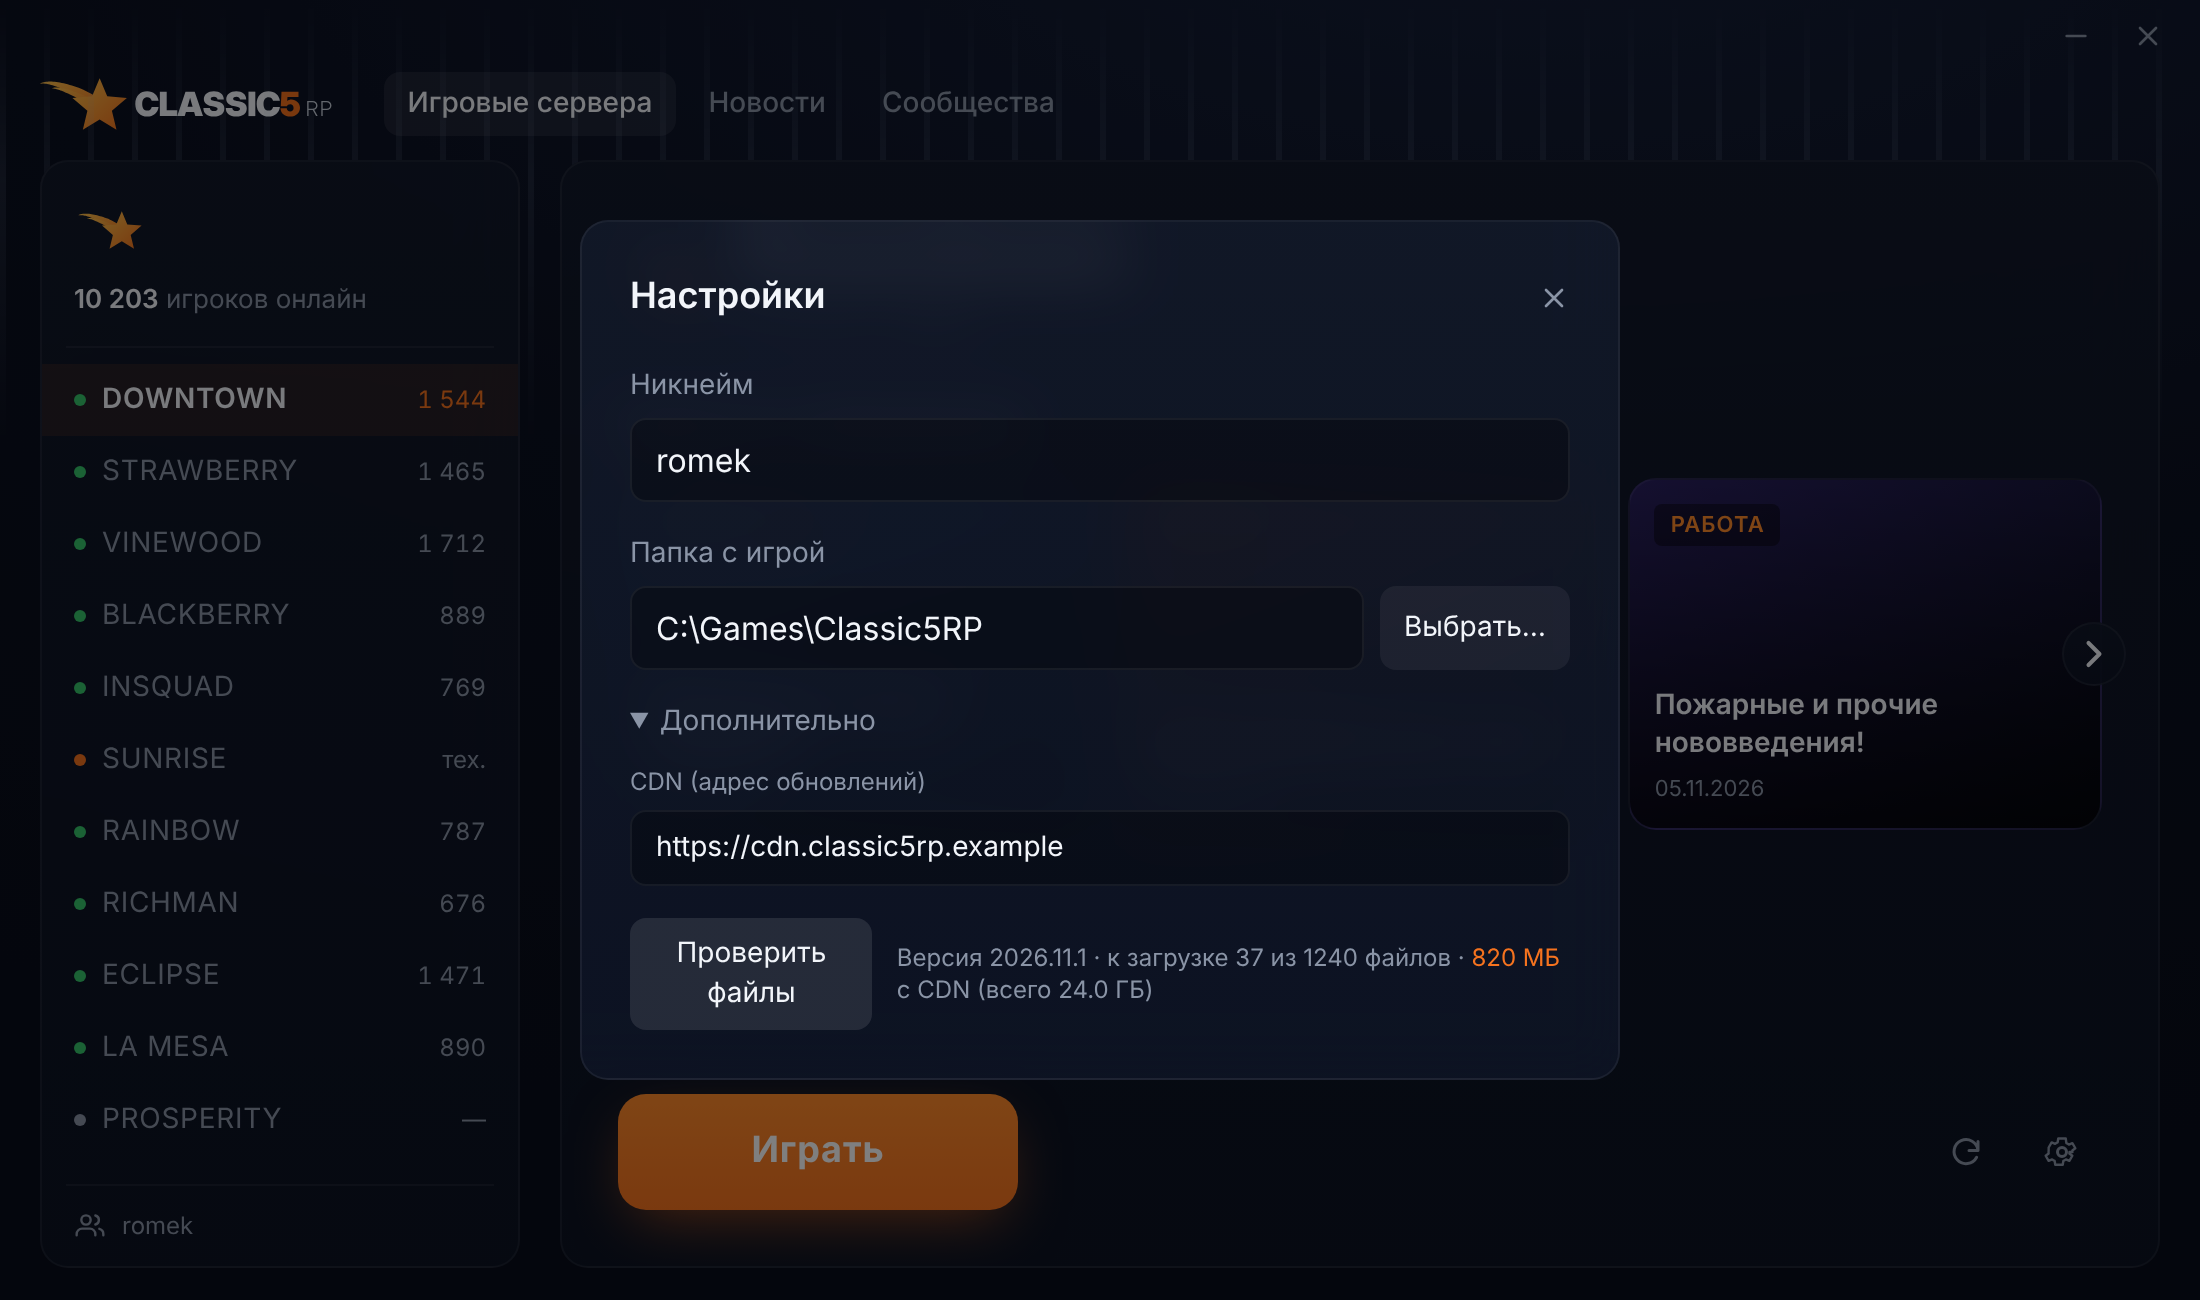 CLASSIC5 RP
Игровые сервера
Новости
Сообщества
10 203 игроков онлайн
DOWNTOWN 1 544
STRAWBERRY 1 465
VINEWOOD 1 712
BLACKBERRY 889
INSQUAD 769
SUNRISE тех.
RAINBOW 787
RICHMAN 676
ECLIPSE 1 471
LA MESA 890
PROSPERITY —
romek
Настройки
Никнейм
romek
Папка с игрой
C:\Games\Classic5RP
Выбрать...
Дополнительно
CDN (адрес обновлений)
https://cdn.classic5rp.example
Проверить
файлы
Версия 2026.11.1 · к загрузке 37 из 1240 файлов · 820 МБ
с CDN (всего 24.0 ГБ)
РАБОТА
Пожарные и прочие
нововведения!
05.11.2026
Играть